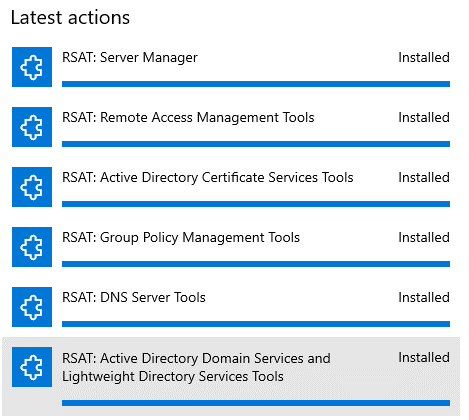 Latest actions
RSAT: Server Manager Installed
RSAT: Remote Access Management Tools Installed
RSAT: Active Directory Certificate Services Tools Installed
RSAT: Group Policy Management Tools Installed
RSAT: DNS Server Tools Installed
RSAT: Active Directory Domain Services and Installed
Lightweight Directory Services Tools